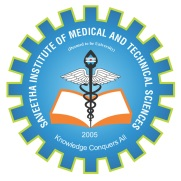 SAVEETHA INSTITUTE OF MEDICAL AND TECHNICAL SCIENCES
(Deemed to be University)
2005
Knowledge Conquers All